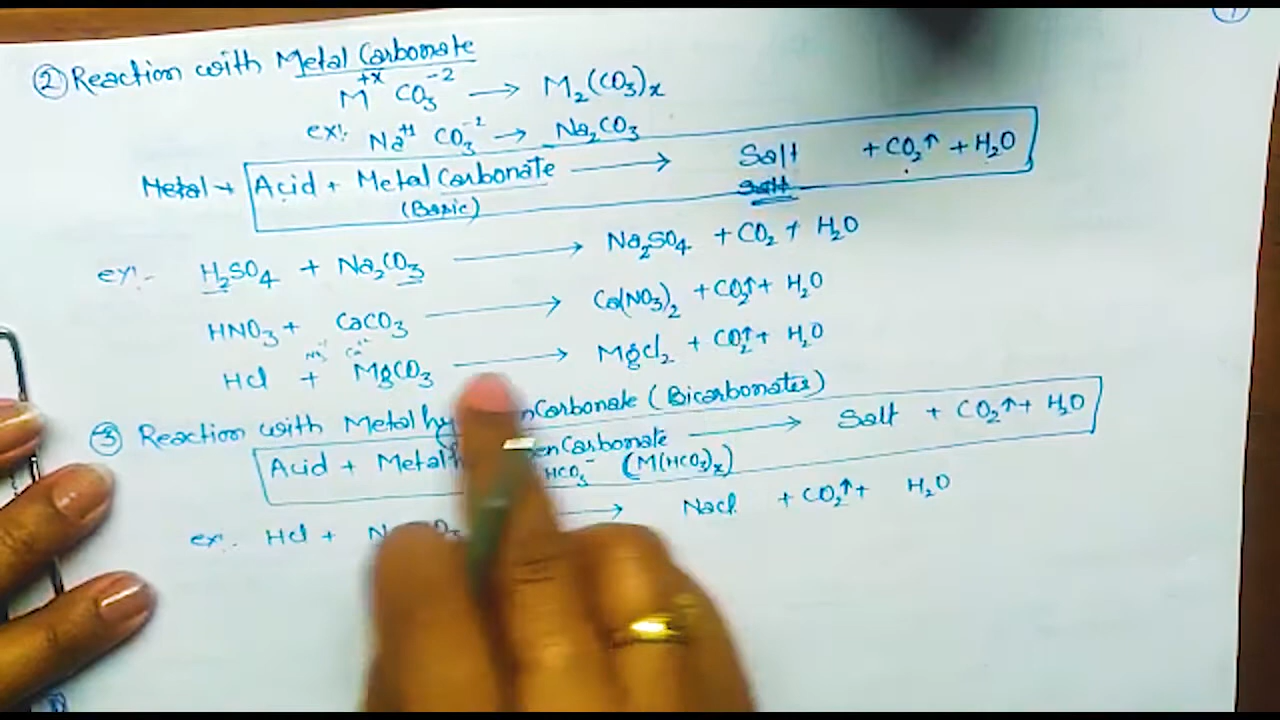 ② Reaction with Metal Carbonate
M⁺ˣ CO₃⁻² → M₂(CO₃)ₓ
ex:- Na⁺¹ CO₃⁻² → Na₂CO₃
Metal + Acid + Metal Carbonate → Salt + CO₂↑ + H₂O
(Basic) Salt
ex:- H₂SO₄ + Na₂CO₃ → Na₂SO₄ + CO₂ + H₂O
HNO₃ + CaCO₃ → Ca(NO₃)₂ + CO₂↑ + H₂O
HCl + MgCO₃ → MgCl₂ + CO₂↑ + H₂O
③ Reaction with Metal Carbonate (Bicarbonates)
Acid + Metal Carbonate → Salt + CO₂↑ + H₂O
HCO₃⁻ (M(HCO₃)ₓ)
ex:- HCl + → NaCl + CO₂↑ + H₂O